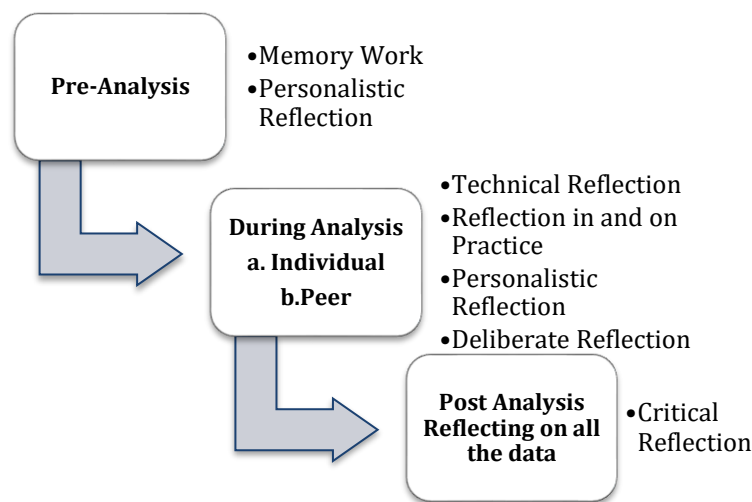 Pre-Analysis
•Memory Work
•Personalistic
Reflection
During Analysis
a. Individual
b.Peer
•Technical Reflection
•Reflection in and on
Practice
•Personalistic
Reflection
•Deliberate Reflection
Post Analysis
Reflecting on all
the data
•Critical
Reflection